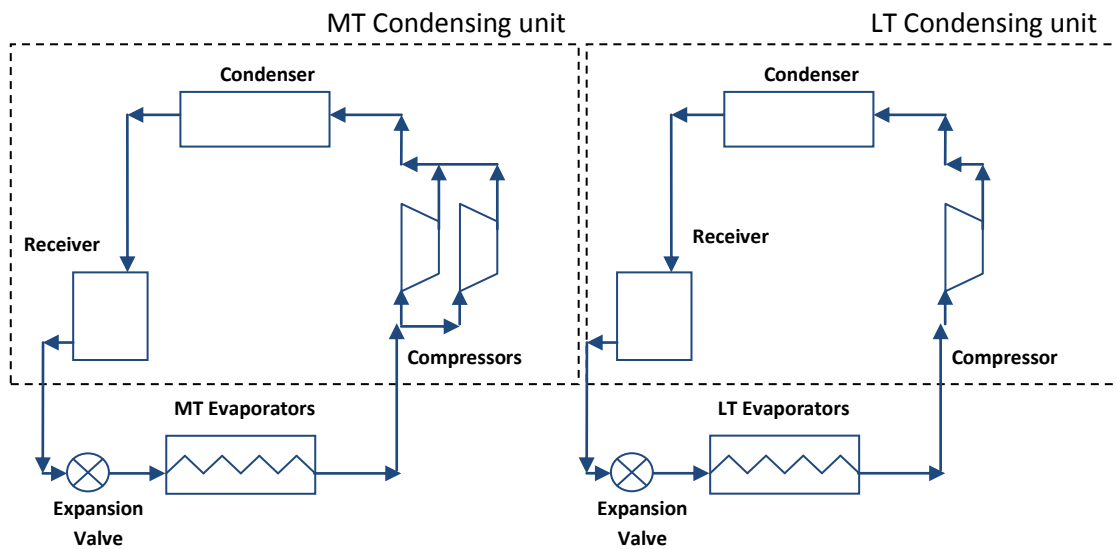 MT Condensing unit
LT Condensing unit
Condenser
Condenser
Receiver
Receiver
Compressors
Compressor
MT Evaporators
LT Evaporators
Expansion
Valve
Expansion
Valve